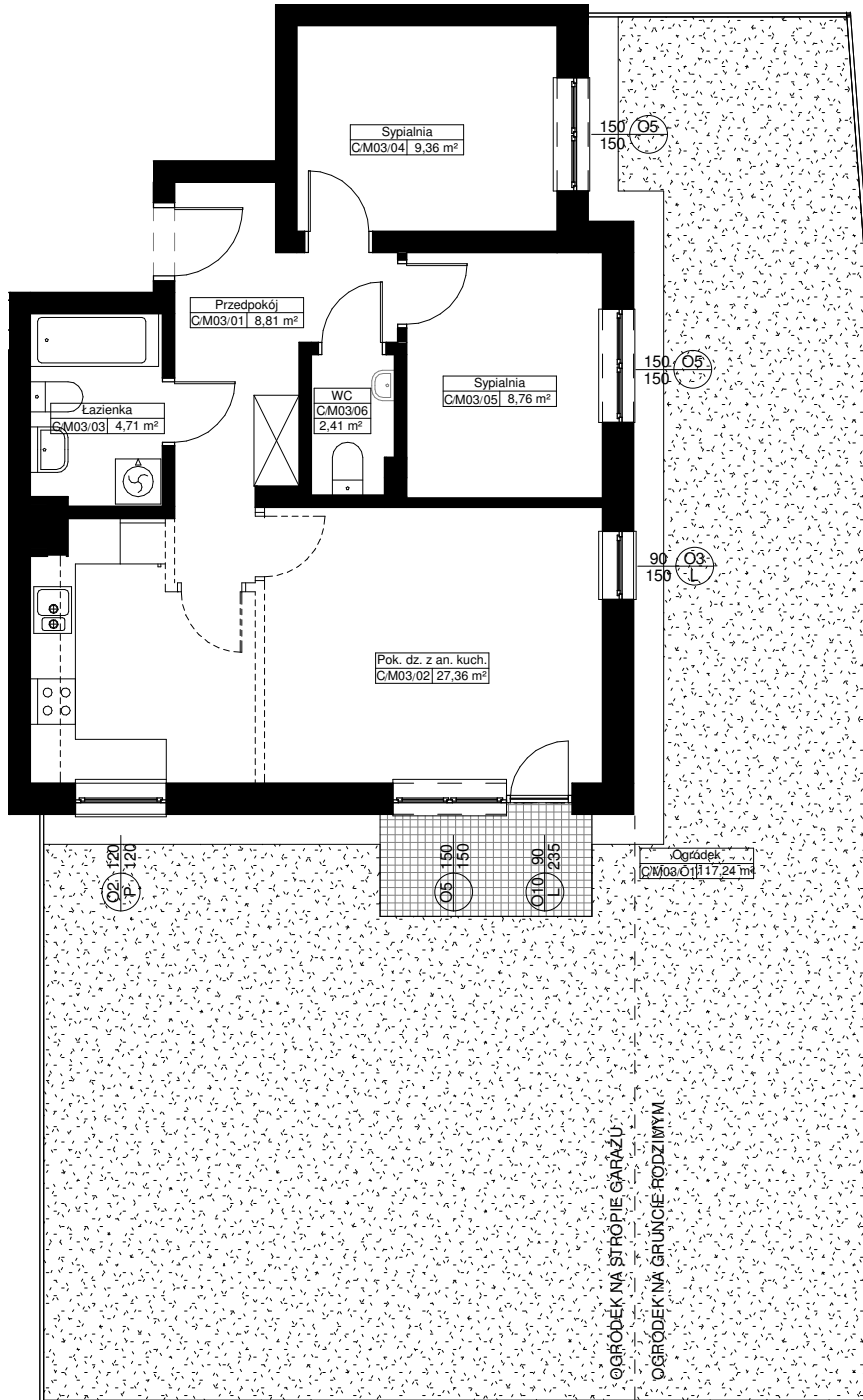 Sypialnia
C/M03/04 9,36 m²
150 O5
150
Przedpokój
C/M03/01 8,81 m²
150 O5
150
Sypialnia
C/M03/05 8,76 m²
WC
C/M03/06
2,41 m²
Łazienka
C/M03/03 4,71 m²
90 O3
150 L
Pok. dz. z an. kuch.
C/M03/02 27,36 m²
O2 120
P 120
O5 150
150
O10 90
L 235
Ogródek
C/M03/O1 117,24 m²
OGRÓDEK NA STROPIE GARAŻU
OGRÓDEK NA GRUNCIE RODZIMYM